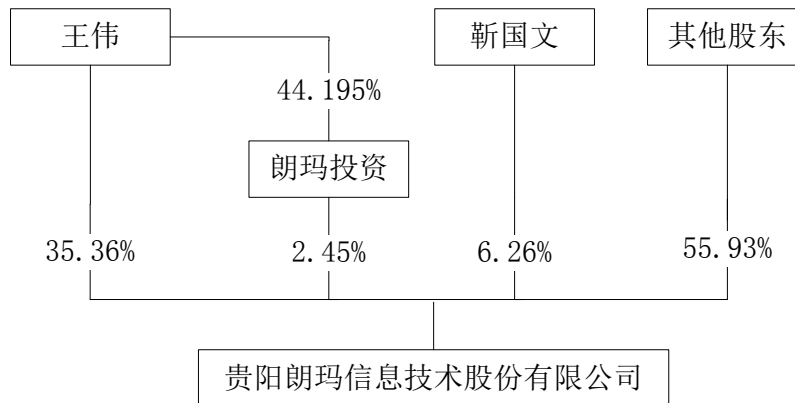 王伟
靳国文
其他股东
44.195%
朗玛投资
35.36%
2.45%
6.26%
55.93%
贵阳朗玛信息技术股份有限公司